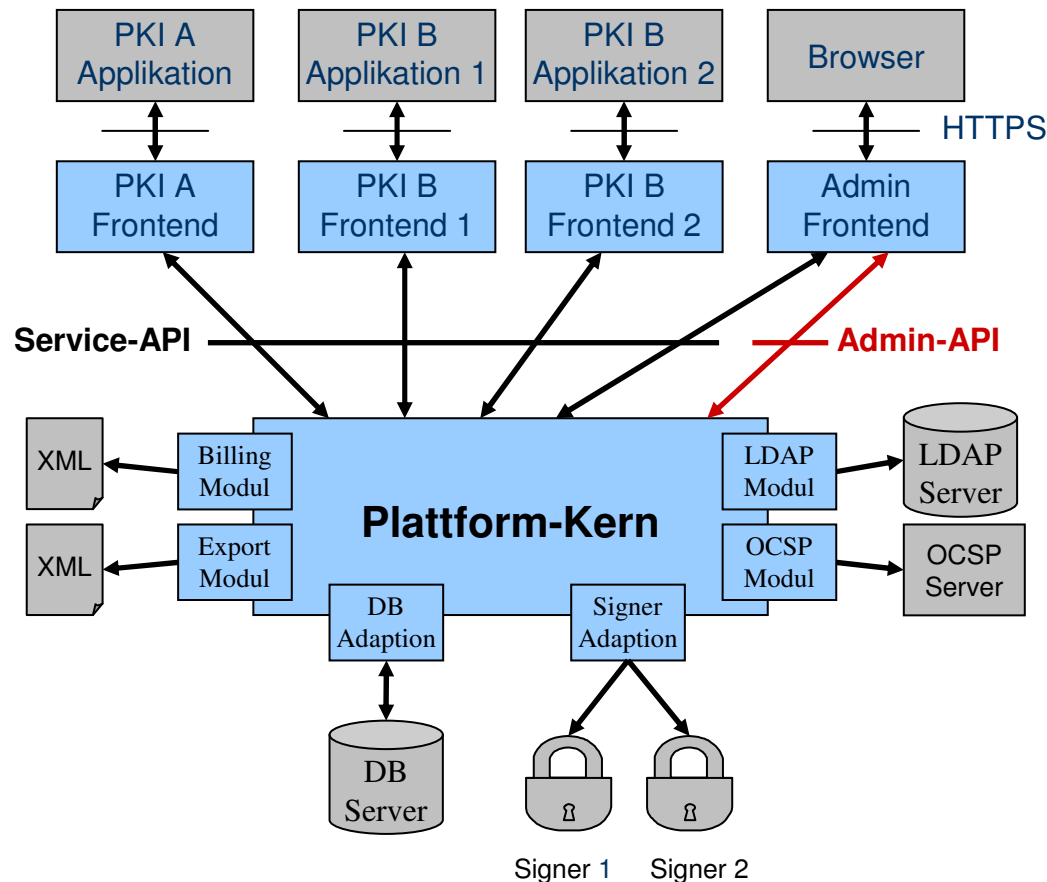 PKI A
Applikation
PKI B
Applikation 1
PKI B
Applikation 2
Browser
HTTPS
PKI A
Frontend
PKI B
Frontend 1
PKI B
Frontend 2
Admin
Frontend
Service-API
Admin-API
XML
Billing
Modul
LDAP
Modul
LDAP
Server
Plattform-Kern
XML
Export
Modul
OCSP
Modul
OCSP
Server
DB
Adaption
Signer
Adaption
DB
Server
Signer 1
Signer 2